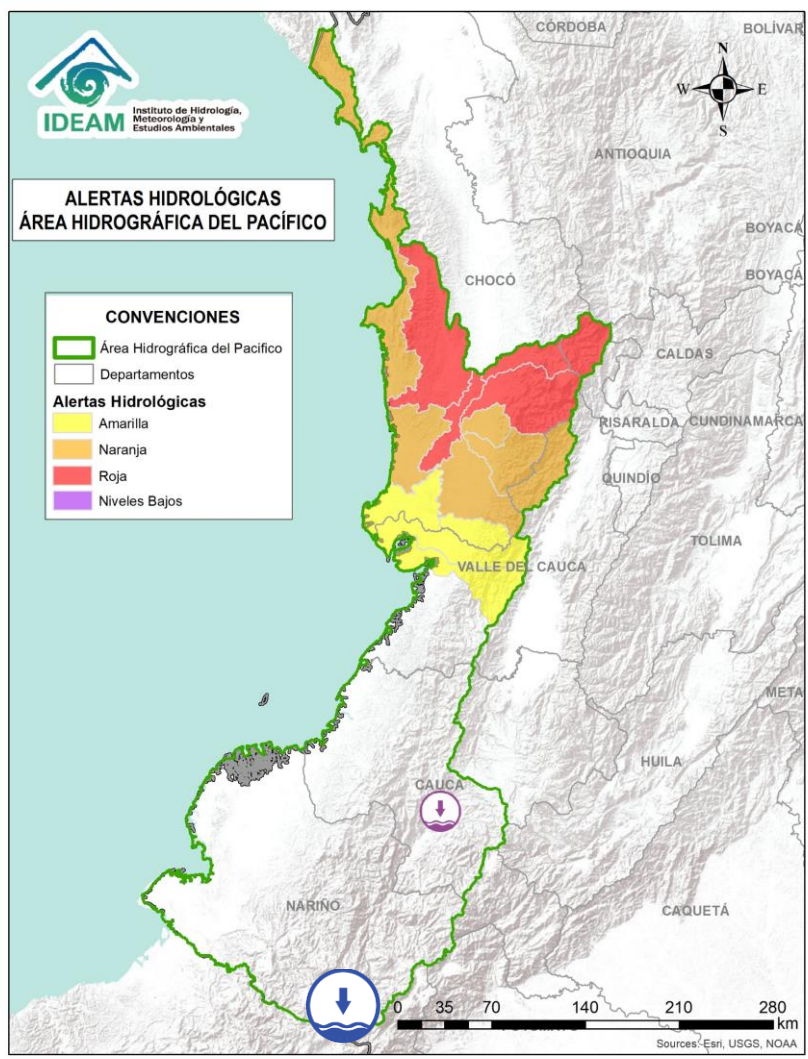 CÓRDOBA
BOLÍVAR
N
W
E
S
IDEAM
Instituto de Hidrología,
Meteorología y
Estudios Ambientales
ANTIOQUIA
ALERTAS HIDROLÓGICAS
ÁREA HIDROGRÁFICA DEL PACÍFICO
BOYACÁ
BOYACÁ
CHOCÓ
CONVENCIONES
Área Hidrográfica del Pacifico
Departamentos
Alertas Hidrológicas
Amarilla
Naranja
Roja
Niveles Bajos
CALDAS
RISARALDA
CUNDINAMARCA
QUINDÍO
TOLIMA
VALLE DEL CAUCA
META
HUILA
CAUCA
NARIÑO
CAQUETÁ
0 35 70 140 210 280
km
Sources: Esri, USGS, NOAA